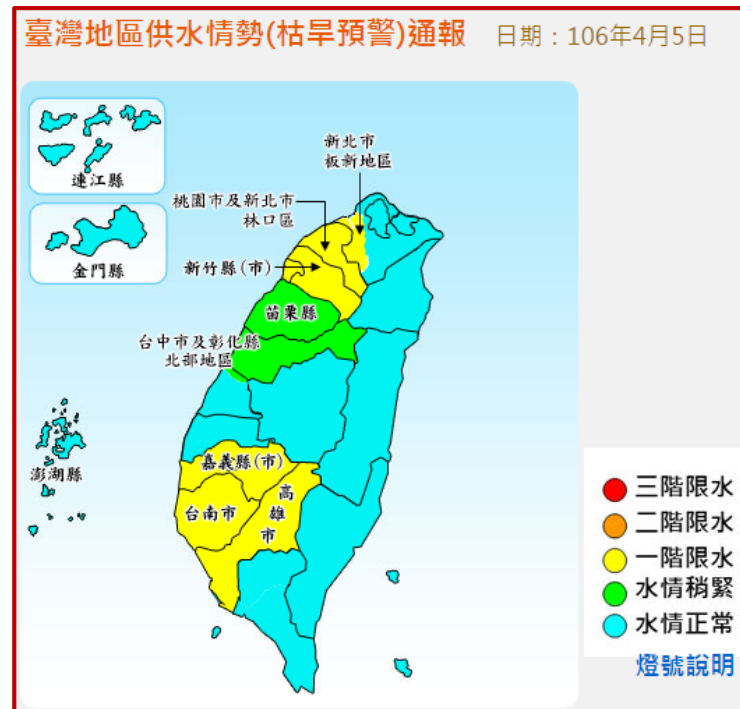 臺灣地區供水情勢(枯旱預警)通報 日期：106年4月5日
連江縣
金門縣
新北市
板新地區
桃園市及新北市
林口區
新竹縣(市)
苗栗縣
台中市及彰化縣
北部地區
澎湖縣
嘉義縣(市)
台南市
高
雄
市
三階限水
二階限水
一階限水
水情稍緊
水情正常
燈號說明